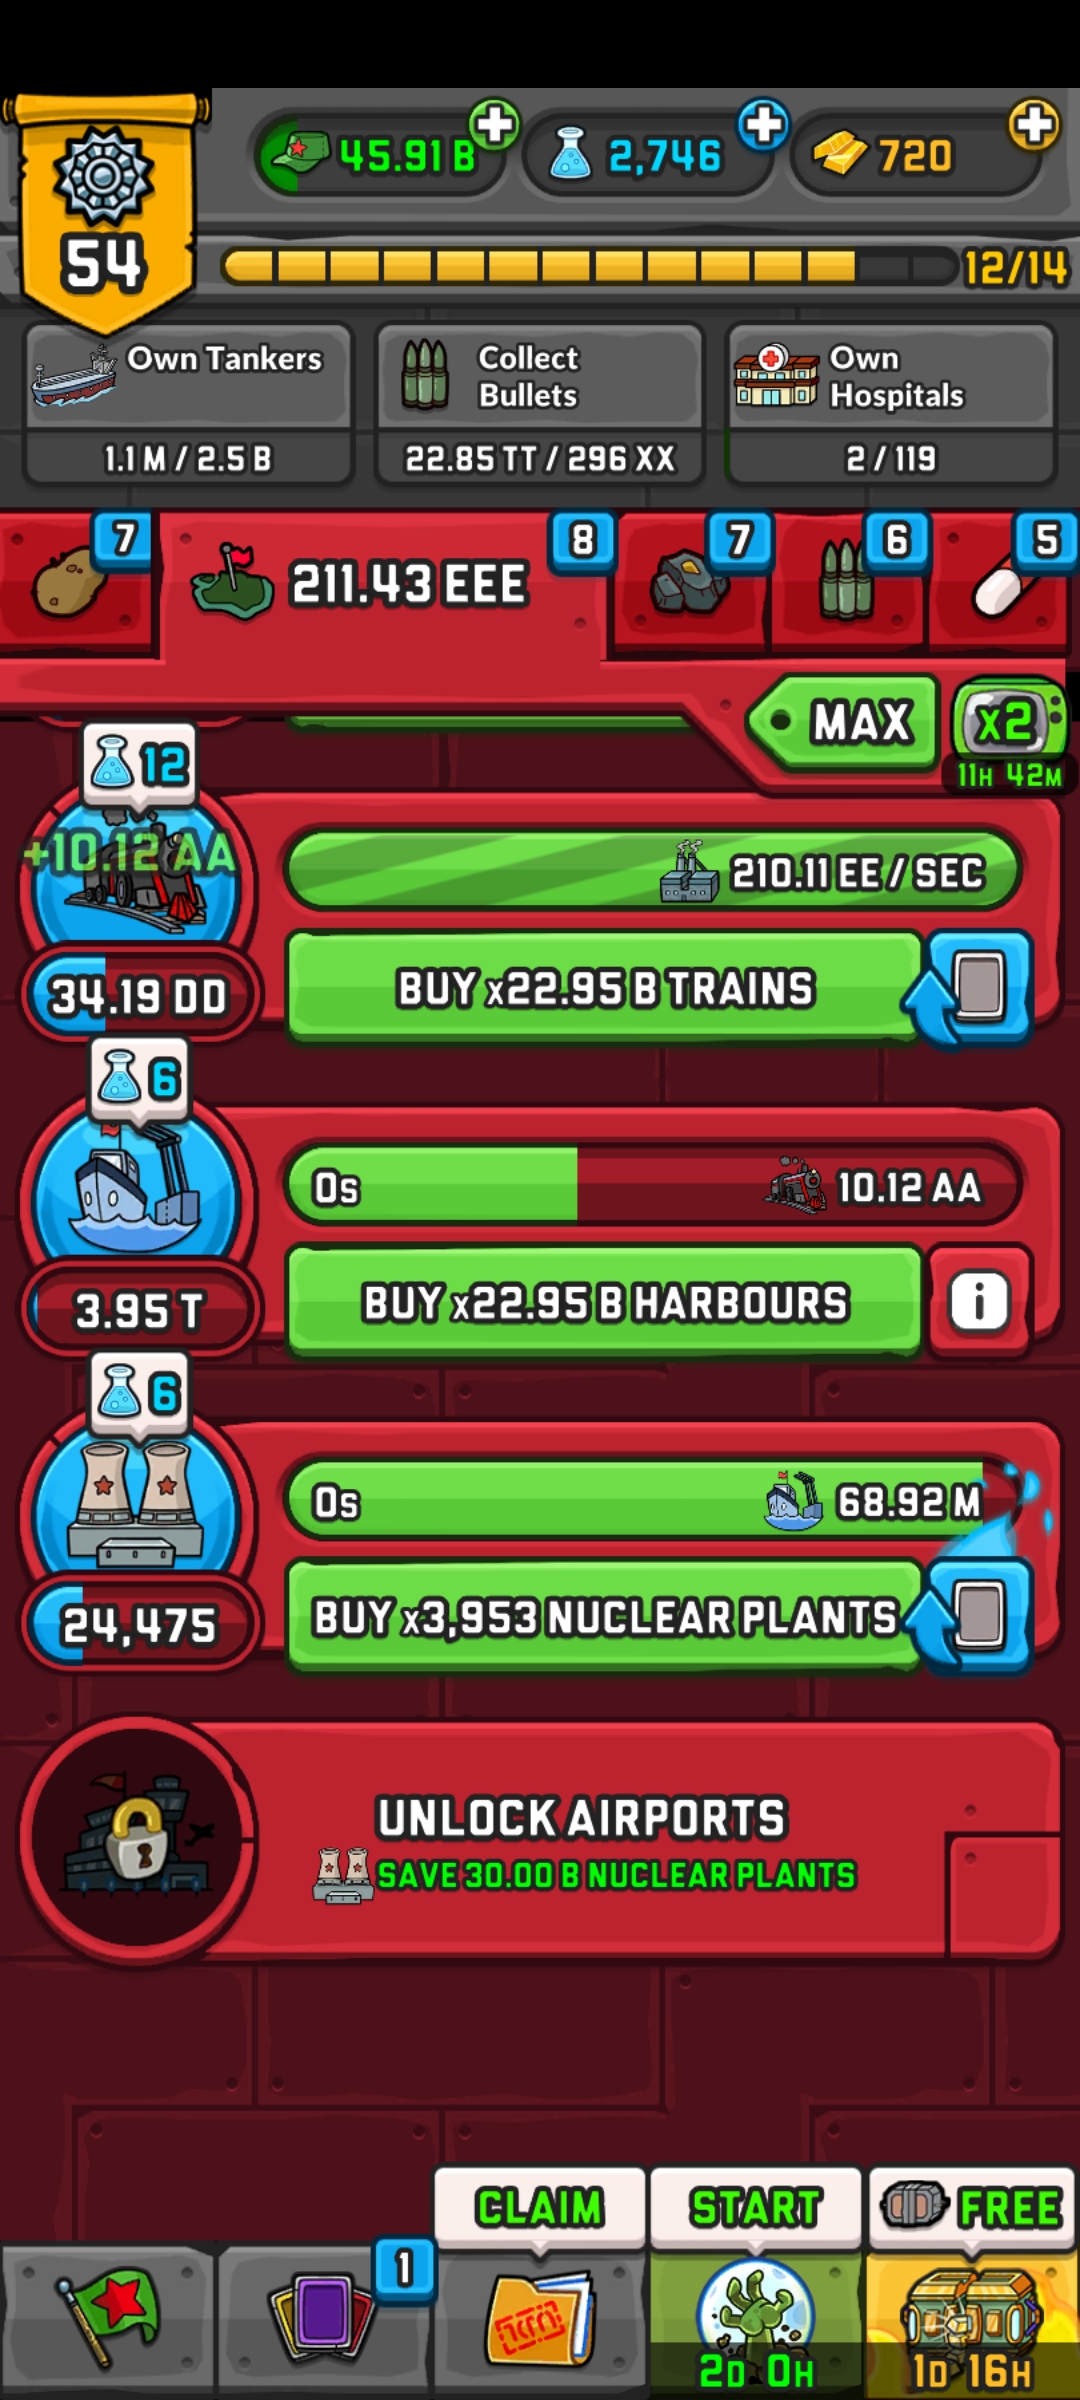 45.91 B
2,746
720
54
12/14
Own Tankers
1.1 M / 2.5 B
Collect
Bullets
22.85 TT / 296 XX
Own
Hospitals
2 / 119
7
211.43 EEE
8
7
6
5
MAX
x2
11H 42M
12
+10.12 AA
210.11 EE / SEC
34.19 DD
BUY x22.95 B TRAINS
6
0s
10.12 AA
3.95 T
BUY x22.95 B HARBOURS
i
6
0s
68.92 M
24,475
BUY x3,953 NUCLEAR PLANTS
UNLOCK AIRPORTS
SAVE 30.00 B NUCLEAR PLANTS
CLAIM
START
FREE
1
2D 0H
1D 16H